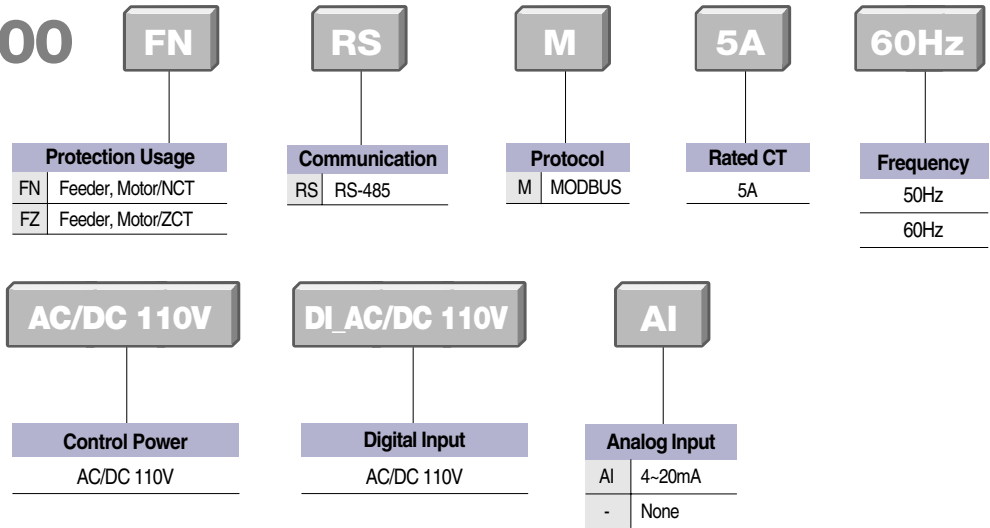 00 FN RS M 5A 60Hz
Protection Usage
FN Feeder, Motor/NCT
FZ Feeder, Motor/ZCT
Communication
RS RS-485
Protocol
M MODBUS
Rated CT
5A
Frequency
50Hz
60Hz
AC/DC 110V DI_AC/DC 110V AI
Control Power
AC/DC 110V
Digital Input
AC/DC 110V
Analog Input
AI 4~20mA
- None